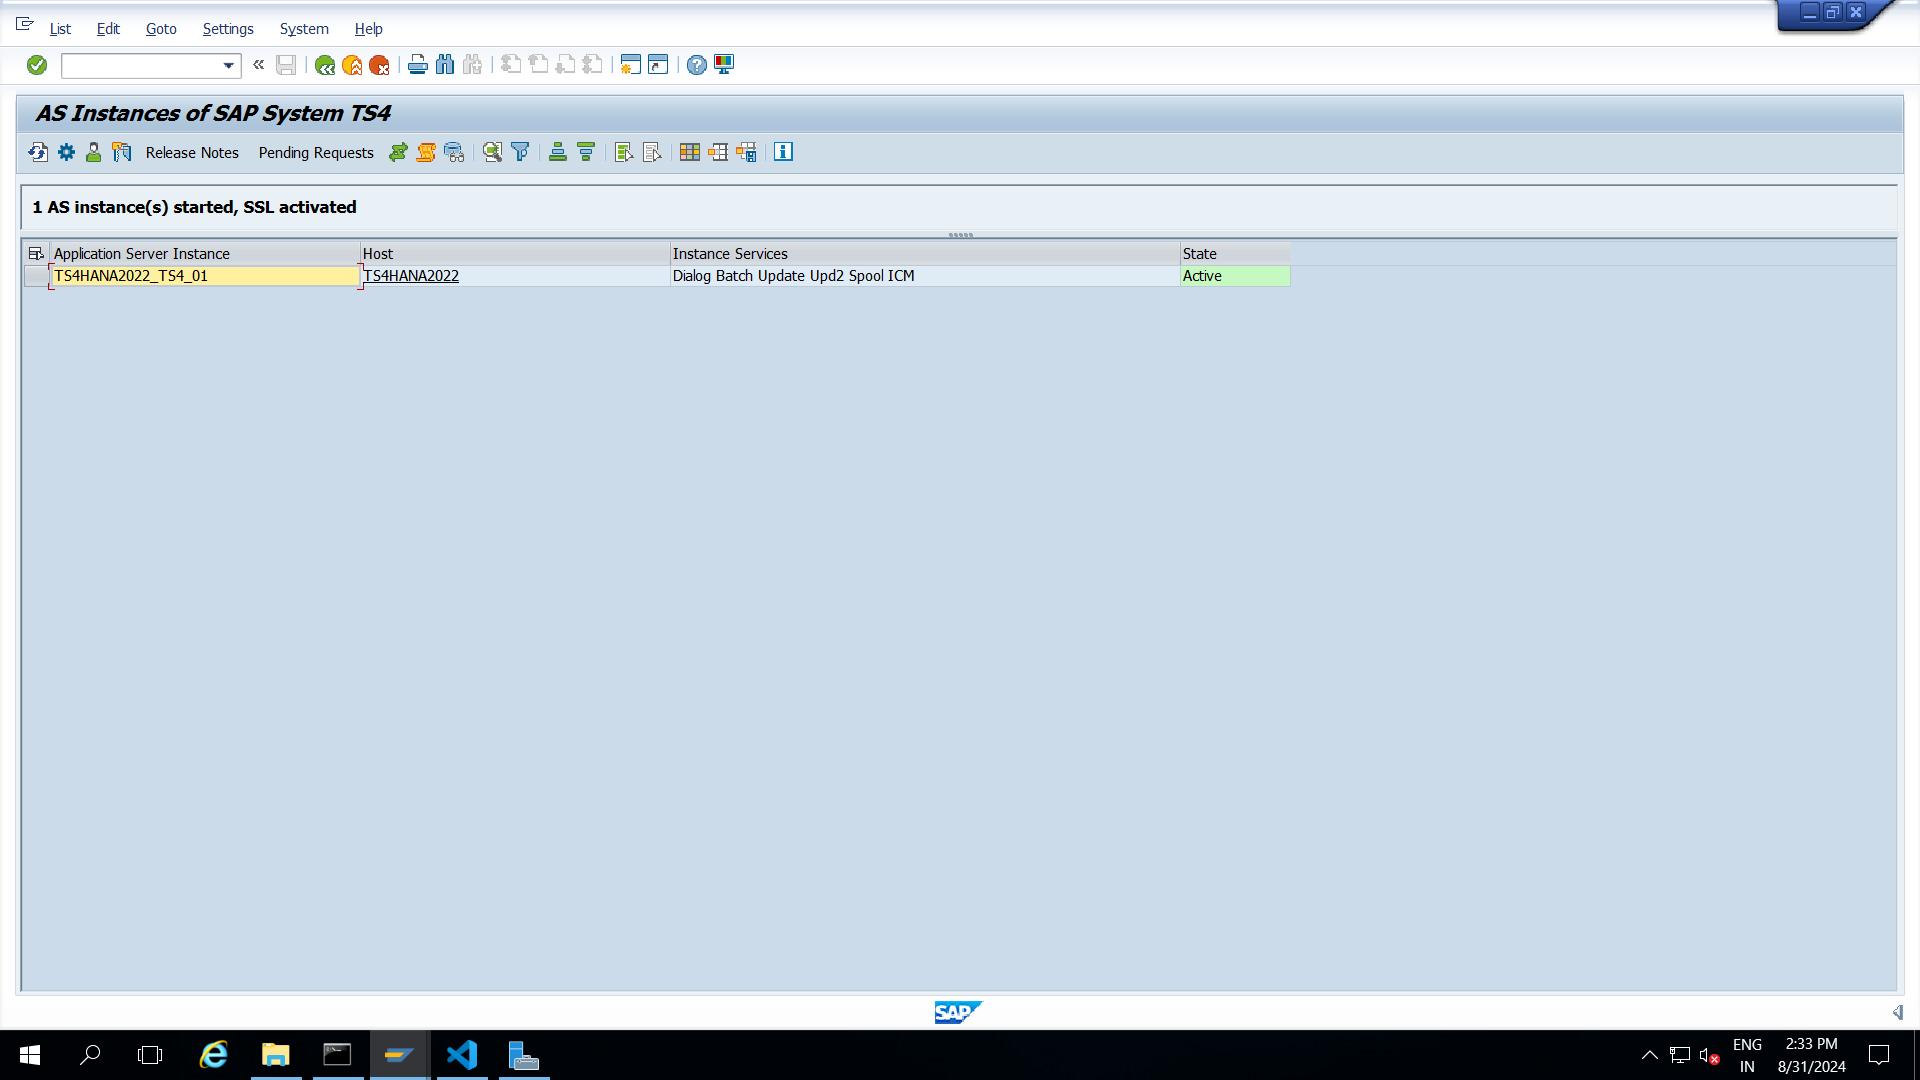 List Edit Goto Settings System Help
AS Instances of SAP System TS4
Release Notes Pending Requests
1 AS instance(s) started, SSL activated
Application Server Instance Host Instance Services State
TS4HANA2022_TS4_01 TS4HANA2022 Dialog Batch Update Upd2 Spool ICM Active
SAP
ENG 2:33 PM
IN 8/31/2024